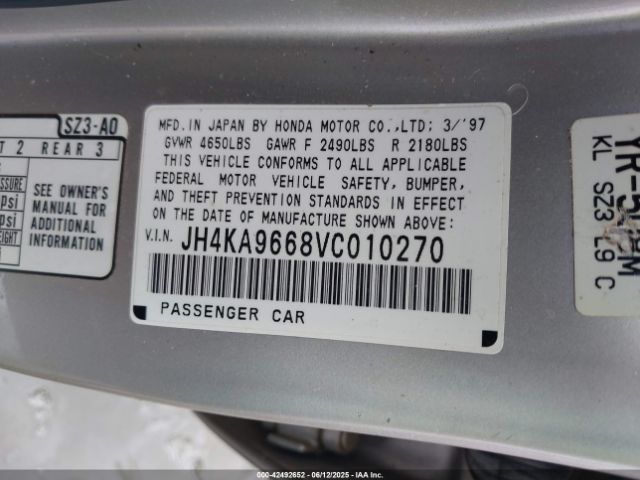 SZ3-A0
T 2 REAR 3
SSURE
psi
psi
EIGHT
SEE OWNER'S
MANUAL FOR
ADDITIONAL
INFORMATION
MFD.IN JAPAN BY HONDA MOTOR CO.,LTD; 3/'97
GVWR 4650LBS GAWR F 2490LBS R 2180LBS
THIS VEHICLE CONFORMS TO ALL APPLICABLE
FEDERAL MOTOR VEHICLE SAFETY, BUMPER,
AND THEFT PREVENTION STANDARDS IN EFFECT
ON THE DATE OF MANUFACTURE SHOWN ABOVE:
V.I.N. JH4KA9668VC010270
PASSENGER CAR
KL SZ3 L9 C
000-42492652 - 06/12/2025 - IAA Inc.